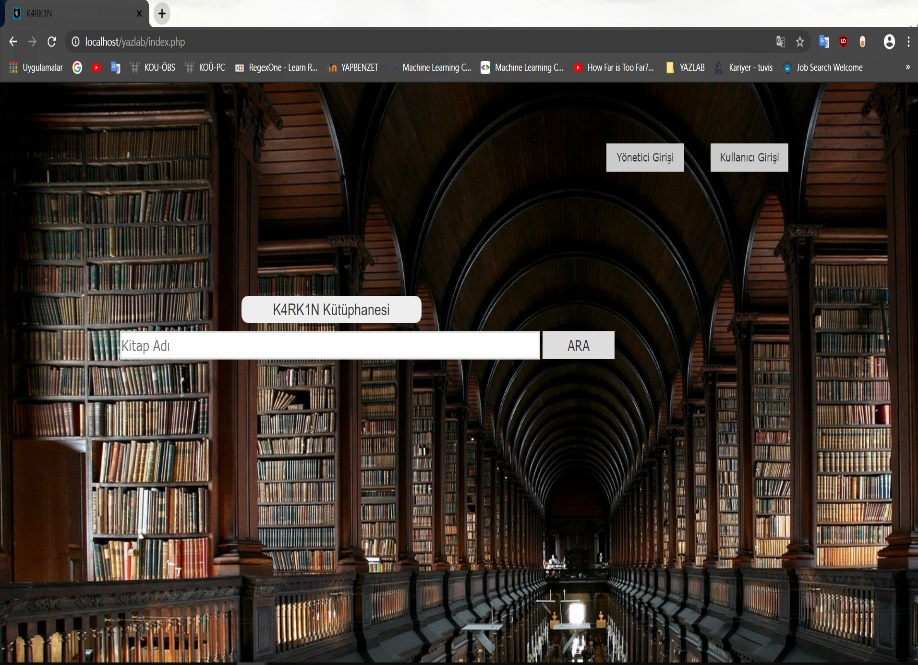 K4RK1N
localhost/yazlab/index.php
Uygulamalar KOU-ÖBS KOÜ-PC RegexOne - Learn R... YAPBENZET Machine Learning C... Machine Learning C... How Far is Too Far?... YAZLAB Kariyer - tuvis Job Search Welcome »
Yönetici Girişi Kullanıcı Girişi
K4RK1N Kütüphanesi
Kitap Adı ARA